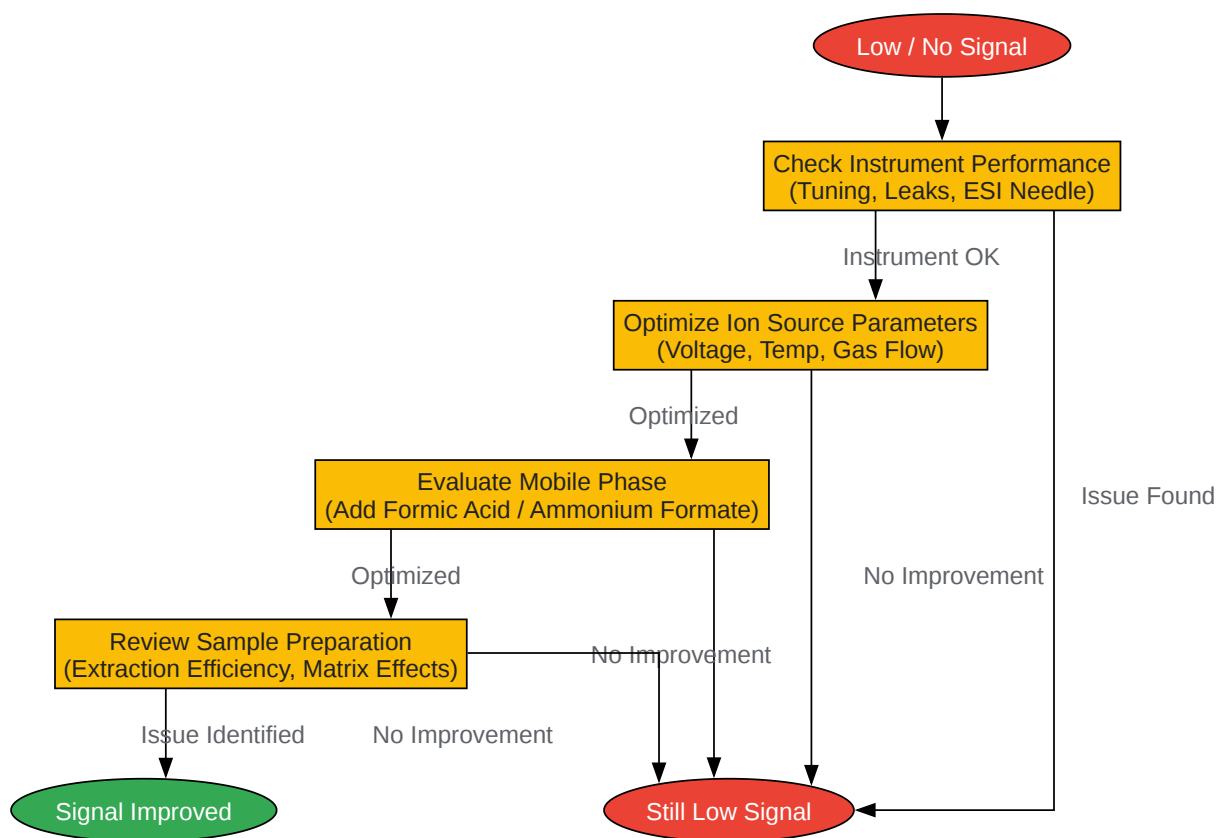 Low / No Signal
Check Instrument Performance
(Tuning, Leaks, ESI Needle)
Instrument OK
Optimize Ion Source Parameters
(Voltage, Temp, Gas Flow)
Optimized
Evaluate Mobile Phase
(Add Formic Acid / Ammonium Formate)
Issue Found
Optimized
No Improvement
Review Sample Preparation
(Extraction Efficiency, Matrix Effects)
No Improvement
Issue Identified
No Improvement
Signal Improved
Still Low Signal